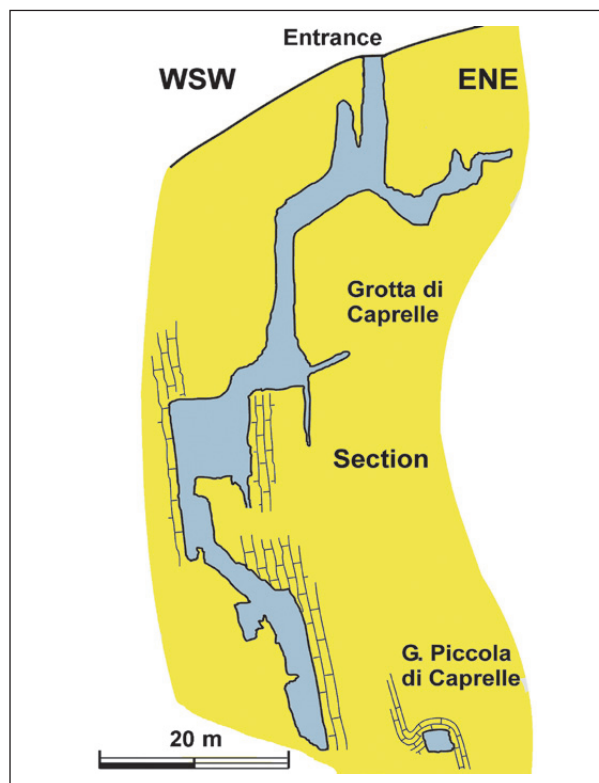 Entrance
WSW
ENE
Grotta di
Caprelle
Section
G. Piccola
di Caprelle
20 m